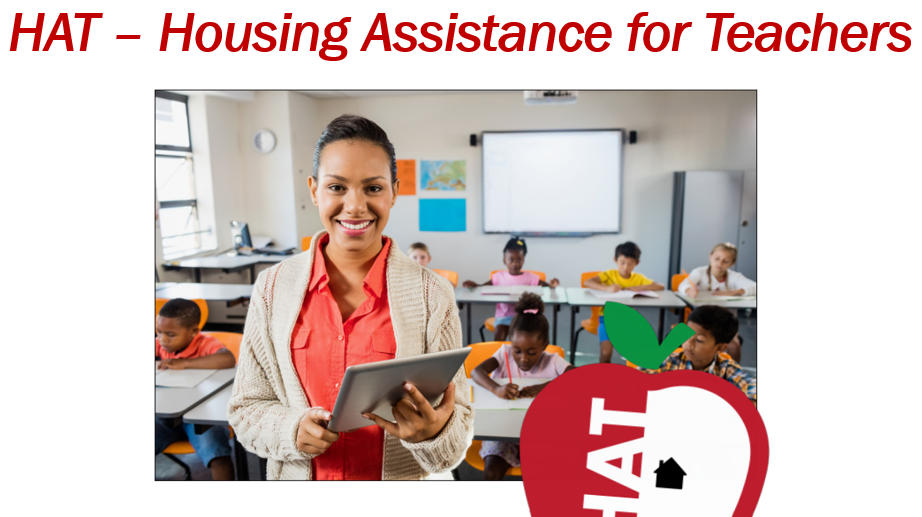 HAT – Housing Assistance for Teachers
HAT